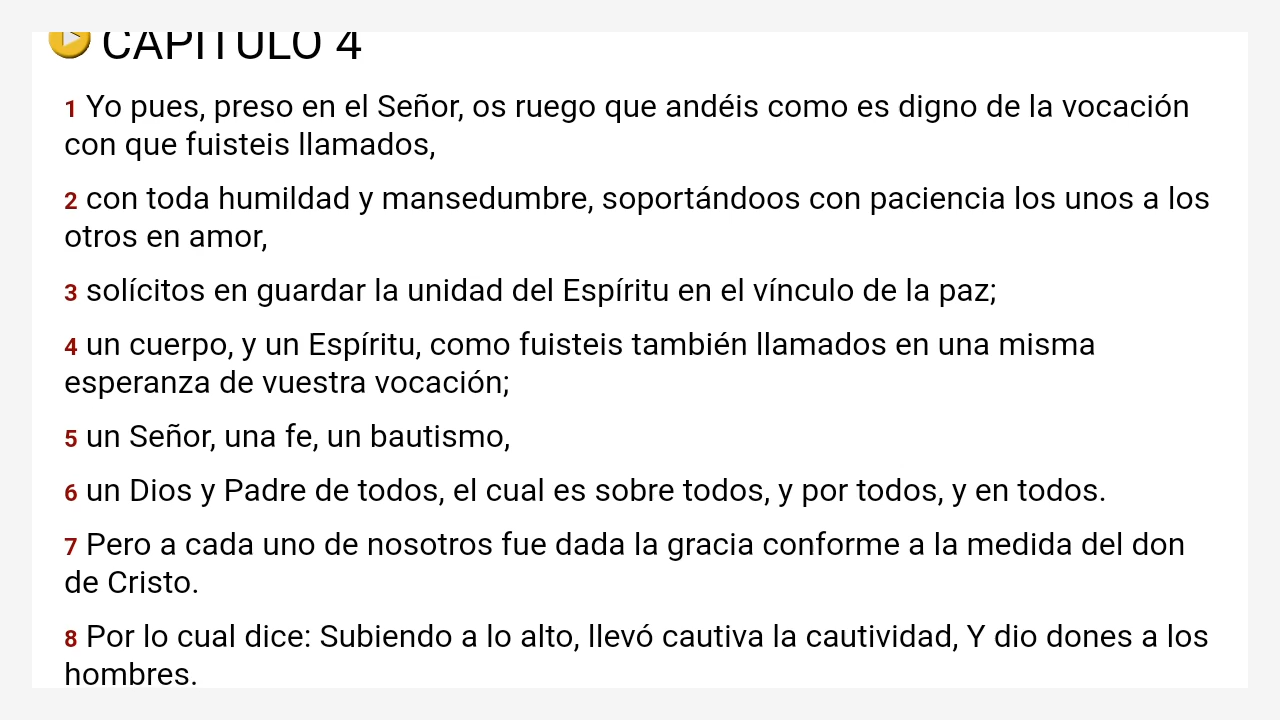 CAPÍTULO 4
1 Yo pues, preso en el Señor, os ruego que andéis como es digno de la vocación
con que fuisteis llamados,
2 con toda humildad y mansedumbre, soportándoos con paciencia los unos a los
otros en amor,
3 solícitos en guardar la unidad del Espíritu en el vínculo de la paz;
4 un cuerpo, y un Espíritu, como fuisteis también llamados en una misma
esperanza de vuestra vocación;
5 un Señor, una fe, un bautismo,
6 un Dios y Padre de todos, el cual es sobre todos, y por todos, y en todos.
7 Pero a cada uno de nosotros fue dada la gracia conforme a la medida del don
de Cristo.
8 Por lo cual dice: Subiendo a lo alto, llevó cautiva la cautividad, Y dio dones a los
hombres.